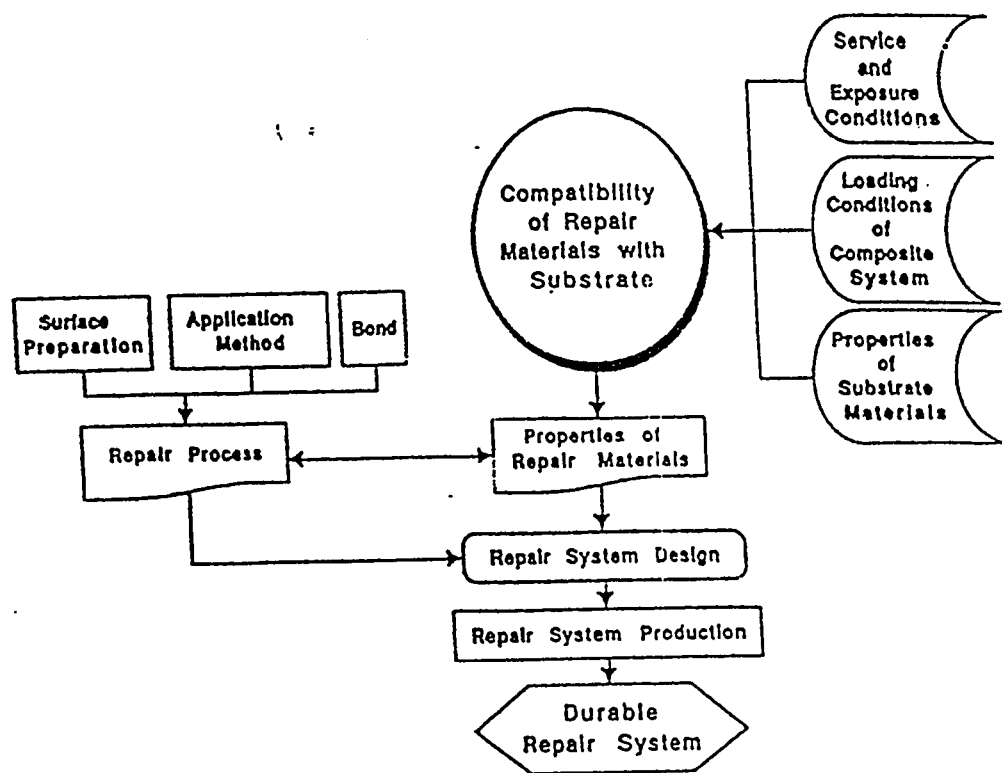 Service
and
Exposure
Conditions
Compatibility
of Repair
Materials with
Substrate
Loading
Conditions
of
Composite
System
Surface
Preparation
Application
Method
Bond
Properties
of
Substrate
Materials
Repair Process
Properties of
Repair Materials
Repair System Design
Repair System Production
Durable
Repair System